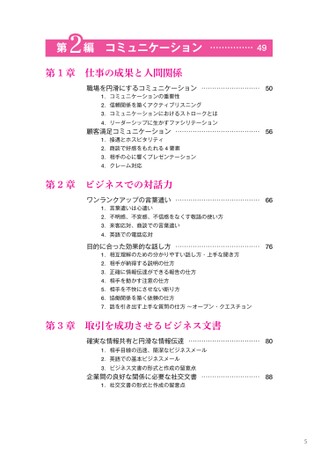 第2編 コミュニケーション …………… 49
第1章 仕事の成果と人間関係
職場を円滑にするコミュニケーション ……………………… 50
1. コミュニケーションの重要性
2. 信頼関係を築くアクティブリスニング
3. コミュニケーションにおけるストロークとは
4. リーダーシップに生かすファシリテーション
顧客満足コミュニケーション ……………………………… 56
1. 接遇とホスピタリティ
2. 商談で好感をもたれる4要素
3. 相手の心に響くプレゼンテーション
4. クレーム対応
第2章 ビジネスでの対話力
ワンランクアップの言葉遣い ……………………………… 66
1. 言葉遣いは心遣い
2. 不明感、不安感、不信感をなくす敬語の使い方
3. 来客応対、商談での言葉遣い
4. 英語での電話応対
目的に合った効果的な話し方 ……………………………… 76
1. 相互理解のための分かりやすい話し方・上手な聞き方
2. 相手が納得する説明の仕方
3. 正確に情報伝達ができる報告の仕方
4. 相手を動かす注意の仕方
5. 相手を不快にさせない断り方
6. 協働関係を築く依頼の仕方
7. 話を引き出す上手な質問の仕方 −オープン・クエスチョン
第3章 取引を成功させるビジネス文書
確実な情報共有と円滑な情報伝達 ………………………… 80
1. 相手目線の迅速、簡潔なビジネスメール
2. 英語での基本ビジネスメール
3. ビジネス文書の形式と作成の留意点
企業間の良好な関係に必要な社交文書 …………………… 88
1. 社交文書の形式と作成の留意点
5